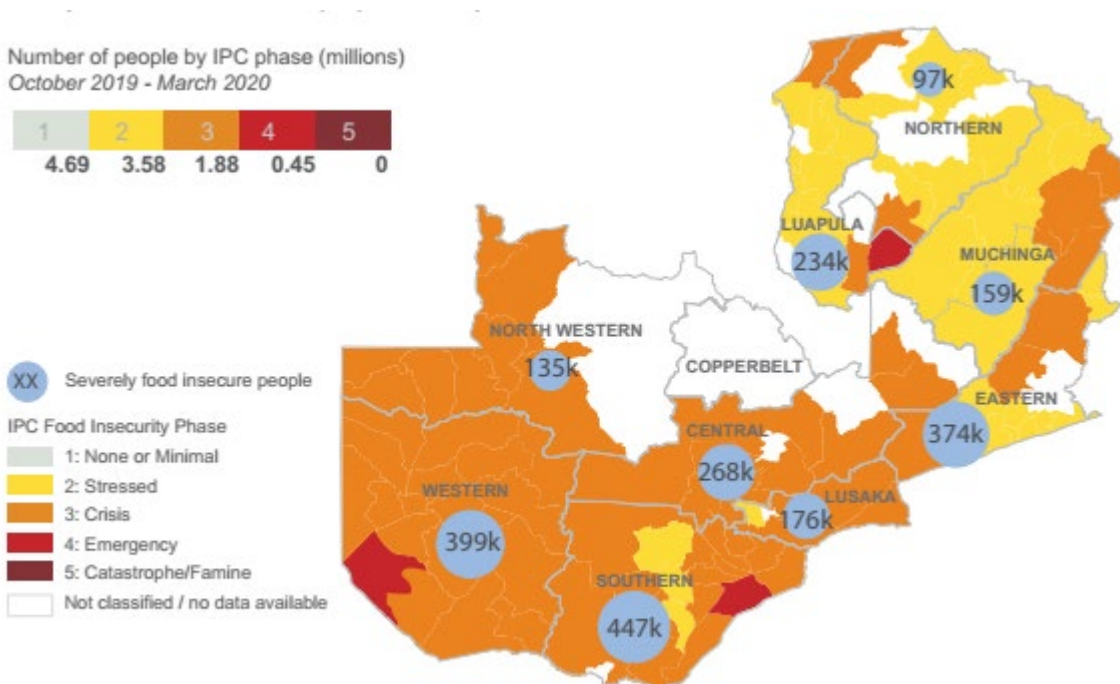 Number of people by IPC phase (millions)
October 2019 - March 2020
1 2 3 4 5
4.69 3.58 1.88 0.45 0
XX Severely food insecure people
IPC Food Insecurity Phase
1: None or Minimal
2: Stressed
3: Crisis
4: Emergency
5: Catastrophe/Famine
Not classified / no data available
97k
NORTHERN
LUAPULA
234k
MUCHINGA
159k
NORTH WESTERN
135k
COPPERBELT
EASTERN
374k
CENTRAL
268k
LUSAKA
176k
WESTERN
399k
SOUTHERN
447k